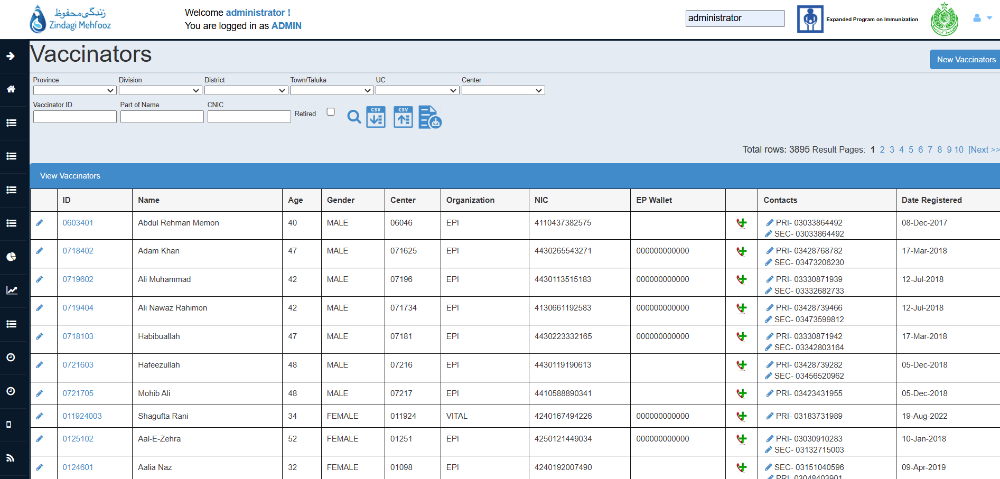 زندگی محفوظ
Zindagi Mehfooz
Welcome administrator !
You are logged in as ADMIN
administrator
Expanded Program on Immunization
Vaccinators
New Vaccinators
Province Division District Town/Taluka UC Center
Vaccinator ID Part of Name CNIC Retired
CSV CSV
Total rows: 3895 Result Pages: 1 2 3 4 5 6 7 8 9 10 [Next >>
View Vaccinators
ID Name Age Gender Center Organization NIC EP Wallet Contacts Date Registered
0603401 Abdul Rehman Memon 40 MALE 06046 EPI 4110437382575 PRI- 03033864492 08-Dec-2017
SEC- 03033864492
0718402 Adam Khan 47 MALE 071625 EPI 4430265543271 000000000000 PRI- 03428768782 17-Mar-2018
SEC- 03473206230
0719602 Ali Muhammad 42 MALE 07196 EPI 4430113515183 000000000000 PRI- 03330871939 12-Jul-2018
SEC- 03332682733
0719404 Ali Nawaz Rahimon 42 MALE 071734 EPI 4130661192583 000000000000 PRI- 03428739466 12-Jul-2018
SEC- 03473599812
0718103 Habibuallah 47 MALE 07181 EPI 4430223332165 000000000000 PRI- 03330871942 17-Mar-2018
SEC- 03342803164
0721603 Hafeezullah 48 MALE 07216 EPI 4430119190613 PRI- 03428739282 05-Dec-2018
SEC- 03456520962
0721705 Mohib Ali 48 MALE 07217 EPI 4410588890341 PRI- 03423431955 05-Dec-2018
011924003 Shagufta Rani 34 FEMALE 011924 VITAL 4240167494226 000000000000 PRI- 03183731989 19-Aug-2022
0125102 Aal-E-Zehra 52 FEMALE 01251 EPI 4250121449034 000000000000 PRI- 03030910283 10-Jan-2018
SEC- 03132715003
0124601 Aalia Naz 32 FEMALE 01098 EPI 4240192007490 SEC- 03151040596 09-Apr-2019
PRI- 03048403901